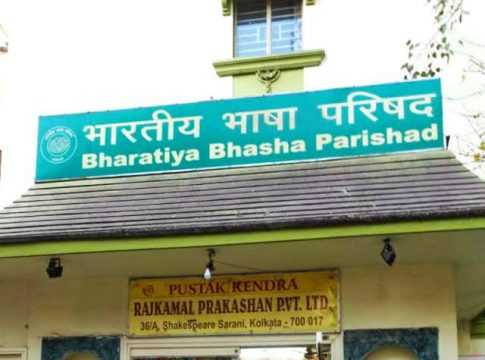 भारतीय भाषा परिषद
Bharatiya Bhasha Parishad
PUSTAK KENDRA
RAJKAMAL PRAKASHAN PVT. LTD.
36/A, Shakespeare Sarani, Kolkata - 700 017